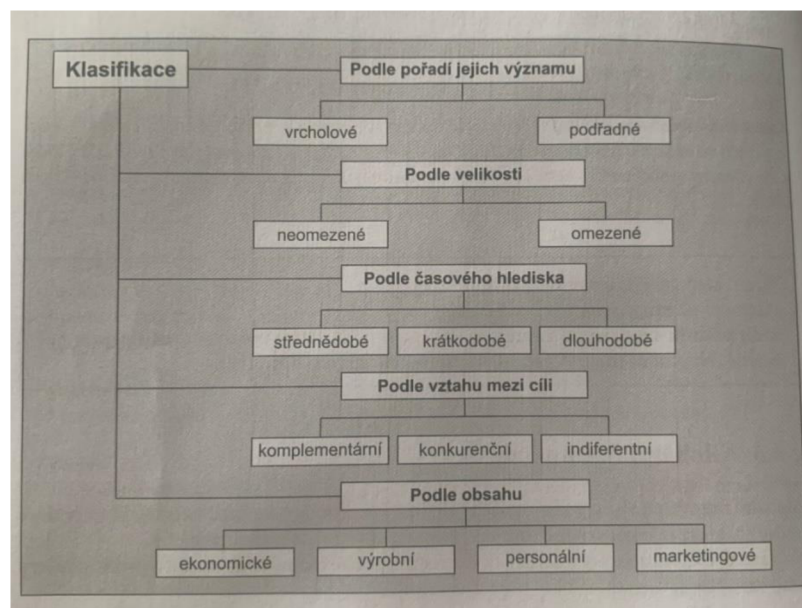 Klasifikace
Podle pořadí jejich významu
vrcholové podřadné
Podle velikosti
neomezené omezené
Podle časového hlediska
střednědobé krátkodobé dlouhodobé
Podle vztahu mezi cíli
komplementární konkurenční indiferentní
Podle obsahu
ekonomické výrobní personální marketingové